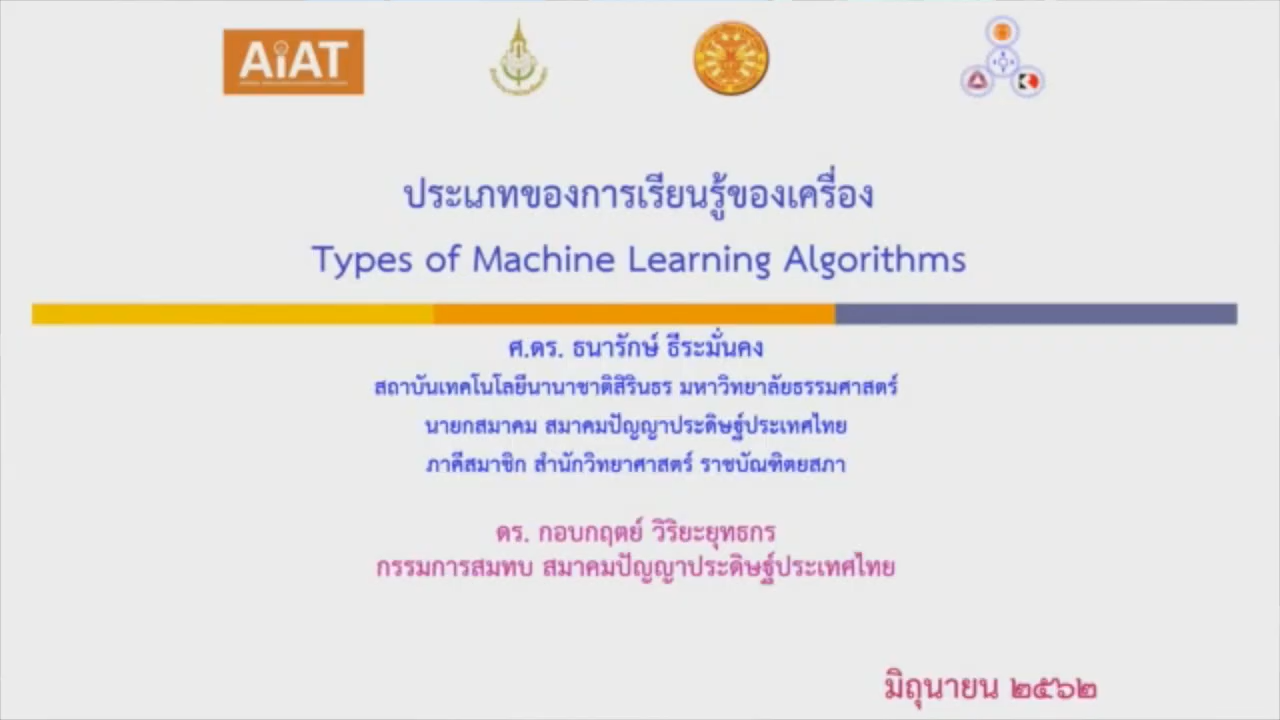 AiAT
ประเภทของการเรียนรู้ของเครื่อง
Types of Machine Learning Algorithms
ศ.ดร. ธนารักษ์ ธีระมั่นคง
สถาบันเทคโนโลยีนานาชาติสิรินธร มหาวิทยาลัยธรรมศาสตร์
นายกสมาคม สมาคมปัญญาประดิษฐ์ประเทศไทย
ภาคีสมาชิก สำนักวิทยาศาสตร์ ราชบัณฑิตยสภา
ดร. กอบกฤตย์ วิริยะยุทธกร
กรรมการสมทบ สมาคมปัญญาประดิษฐ์ประเทศไทย
มิถุนายน ๒๕๖๒